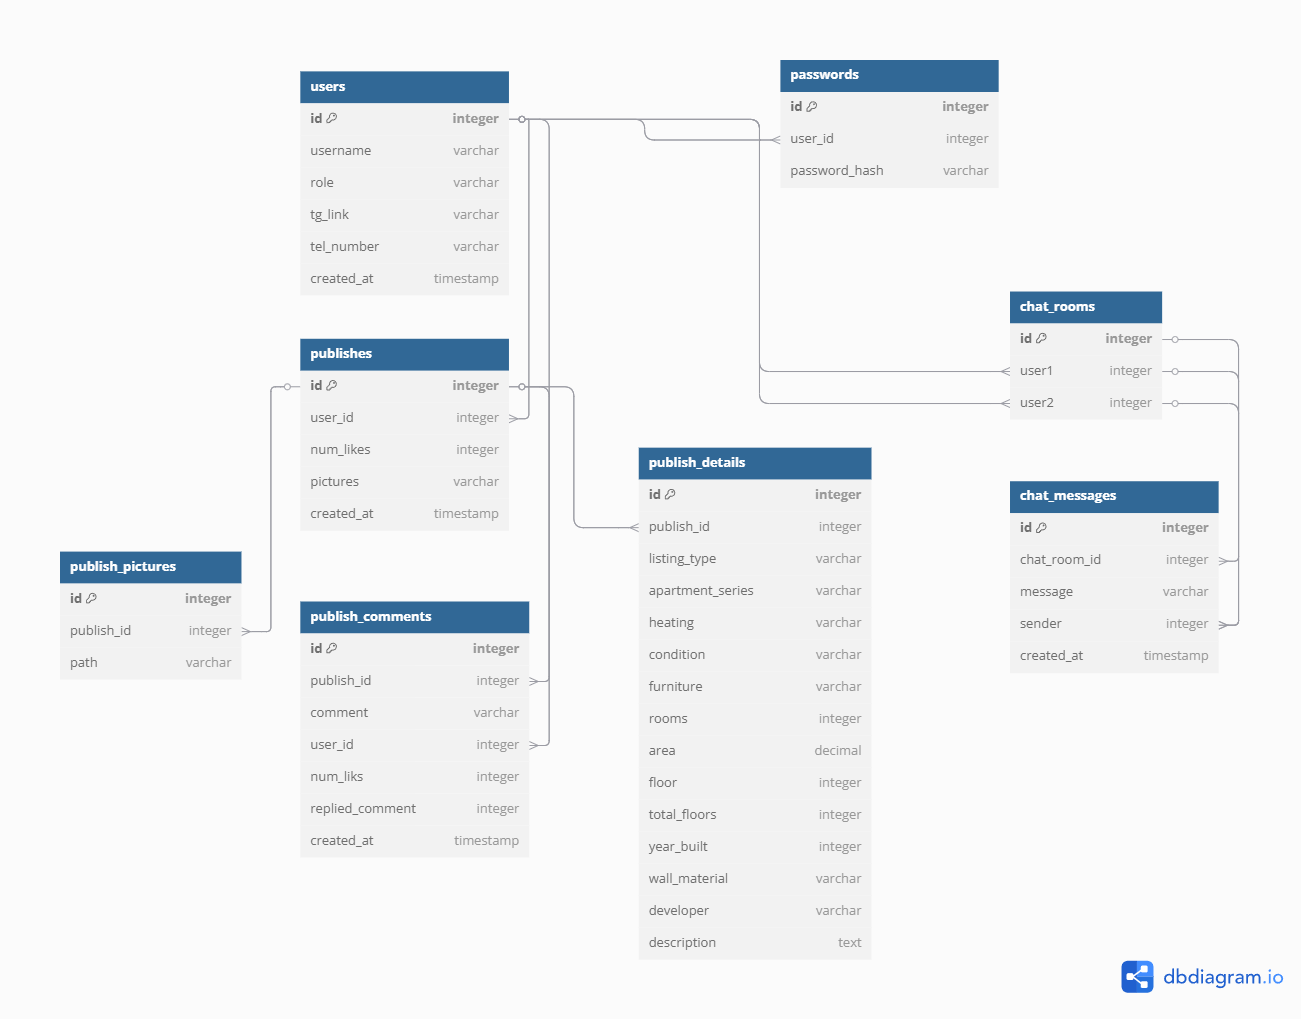 users
id integer
username varchar
role varchar
tg_link varchar
tel_number varchar
created_at timestamp
passwords
id integer
user_id integer
password_hash varchar
publishes
id integer
user_id integer
num_likes integer
pictures varchar
created_at timestamp
chat_rooms
id integer
user1 integer
user2 integer
publish_details
id integer
publish_id integer
listing_type varchar
apartment_series varchar
heating varchar
condition varchar
furniture varchar
rooms integer
area decimal
floor integer
total_floors integer
year_built integer
wall_material varchar
developer varchar
description text
chat_messages
id integer
chat_room_id integer
message varchar
sender integer
created_at timestamp
publish_pictures
id integer
publish_id integer
path varchar
publish_comments
id integer
publish_id integer
comment varchar
user_id integer
num_liks integer
replied_comment integer
created_at timestamp
dbdiagram.io